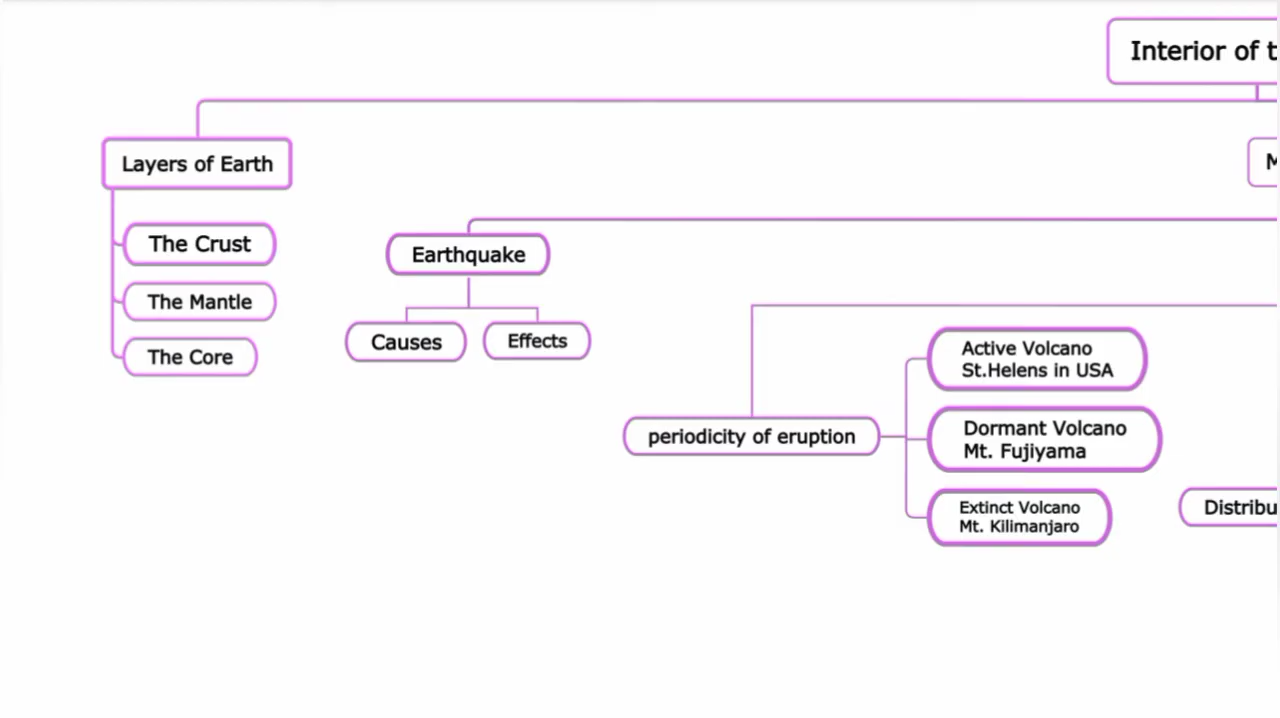 Interior of t
Layers of Earth
M
The Crust
Earthquake
The Mantle
Causes
Effects
The Core
Active Volcano
St.Helens in USA
periodicity of eruption
Dormant Volcano
Mt. Fujiyama
Extinct Volcano
Mt. Kilimanjaro
Distribu